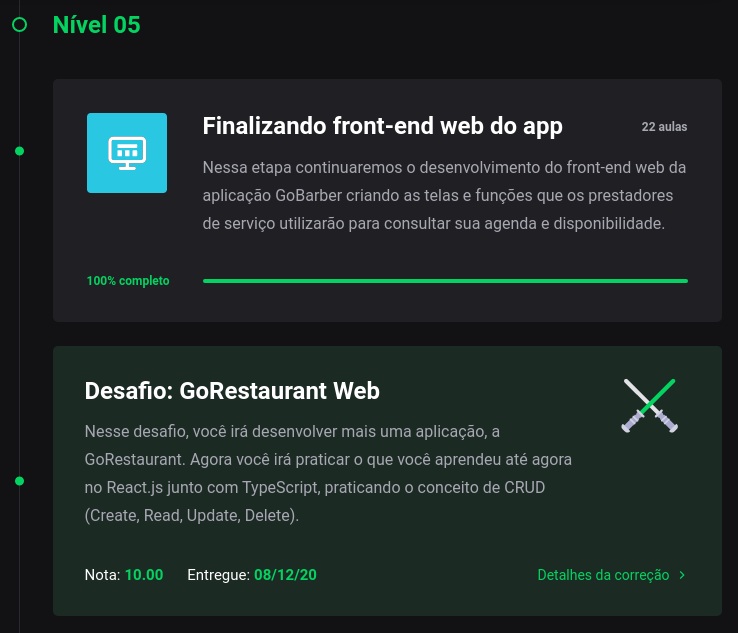 Nível 05
Finalizando front-end web do app
22 aulas
Nessa etapa continuaremos o desenvolvimento do front-end web da
aplicação GoBarber criando as telas e funções que os prestadores
de serviço utilizarão para consultar sua agenda e disponibilidade.
100% completo
Desafio: GoRestaurant Web
Nesse desafio, você irá desenvolver mais uma aplicação, a
GoRestaurant. Agora você irá praticar o que você aprendeu até agora
no React.js junto com TypeScript, praticando o conceito de CRUD
(Create, Read, Update, Delete).
Nota: 10.00 Entregue: 08/12/20 Detalhes da correção